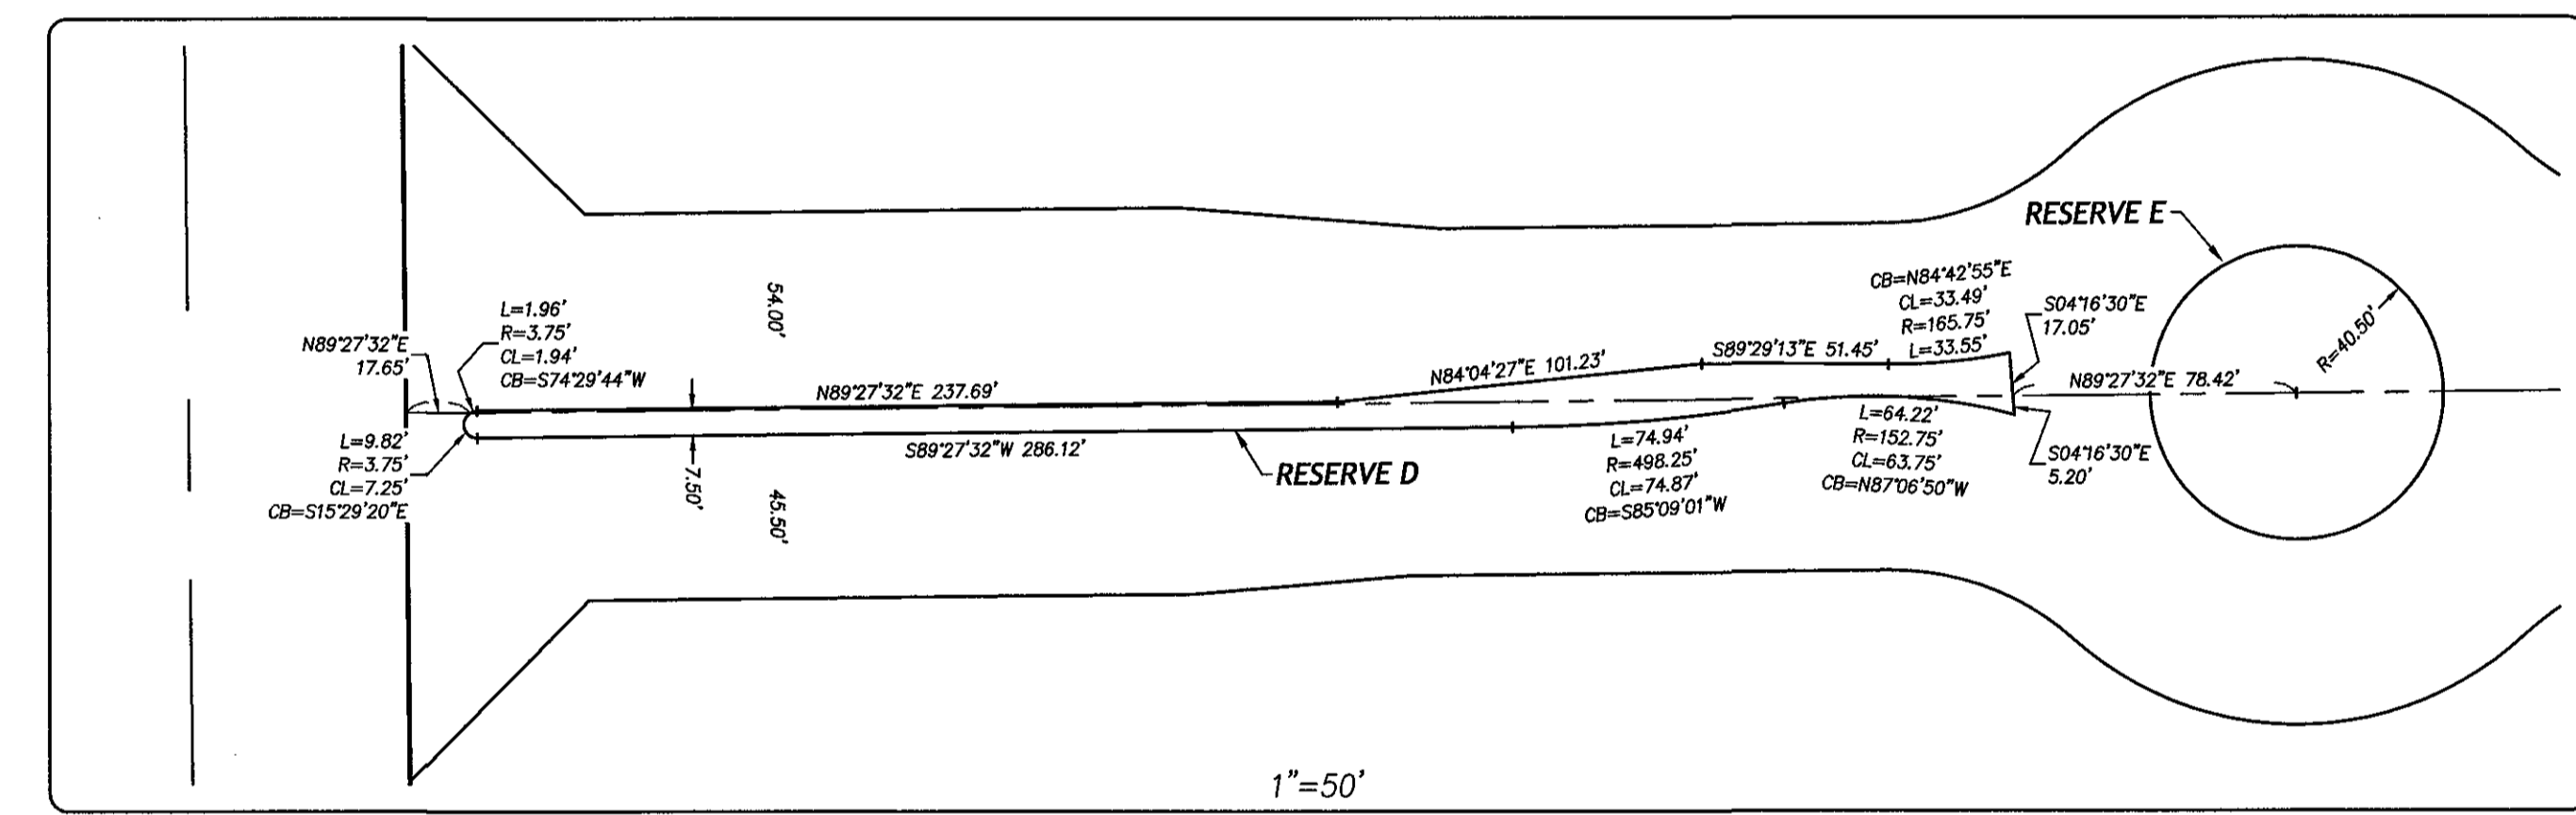 RESERVE E
CB=N84°42'55"E
CL=33.49'
R=165.75'
L=33.55'
S04°16'30"E
17.05'
R=40.50'
54.00'
L=1.96'
R=3.75'
CL=1.94'
CB=S74°29'44"W
N89°27'32"E
17.65'
N89°27'32"E 237.69'
N84°04'27"E 101.23'
S89°29'13"E 51.45'
N89°27'32"E 78.42'
L=9.82'
R=3.75'
CL=7.25'
CB=S15°29'20"E
S89°27'32"W 286.12'
7.50'
45.50'
RESERVE D
L=74.94'
R=498.25'
CL=74.87'
CB=S85°09'01"W
L=64.22'
R=152.75'
CL=63.75'
CB=N87°06'50"W
S04°16'30"E
5.20'
1"=50'